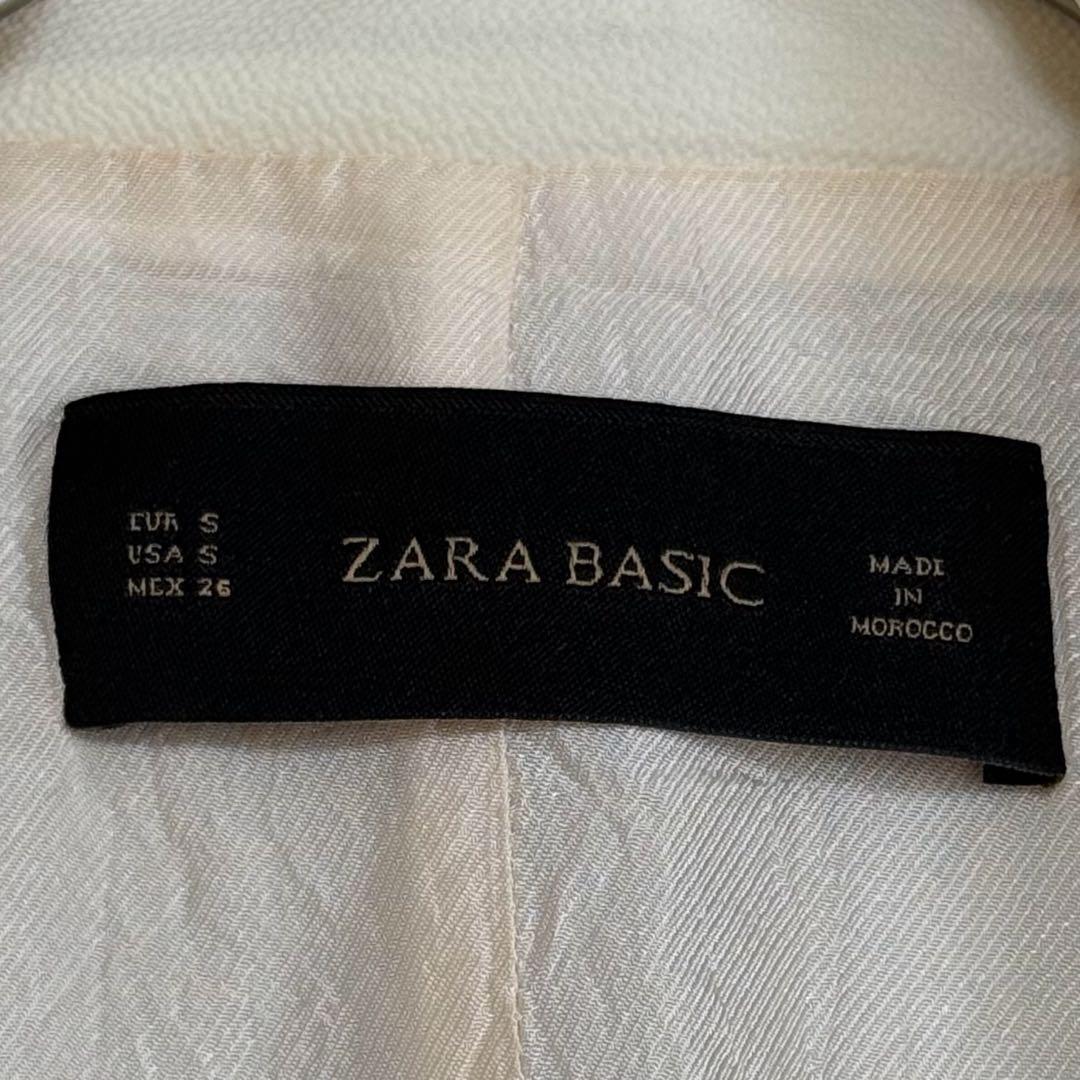 EUR S
USA S
MEX 26
ZARA BASIC
MADE
IN
MOROCCO